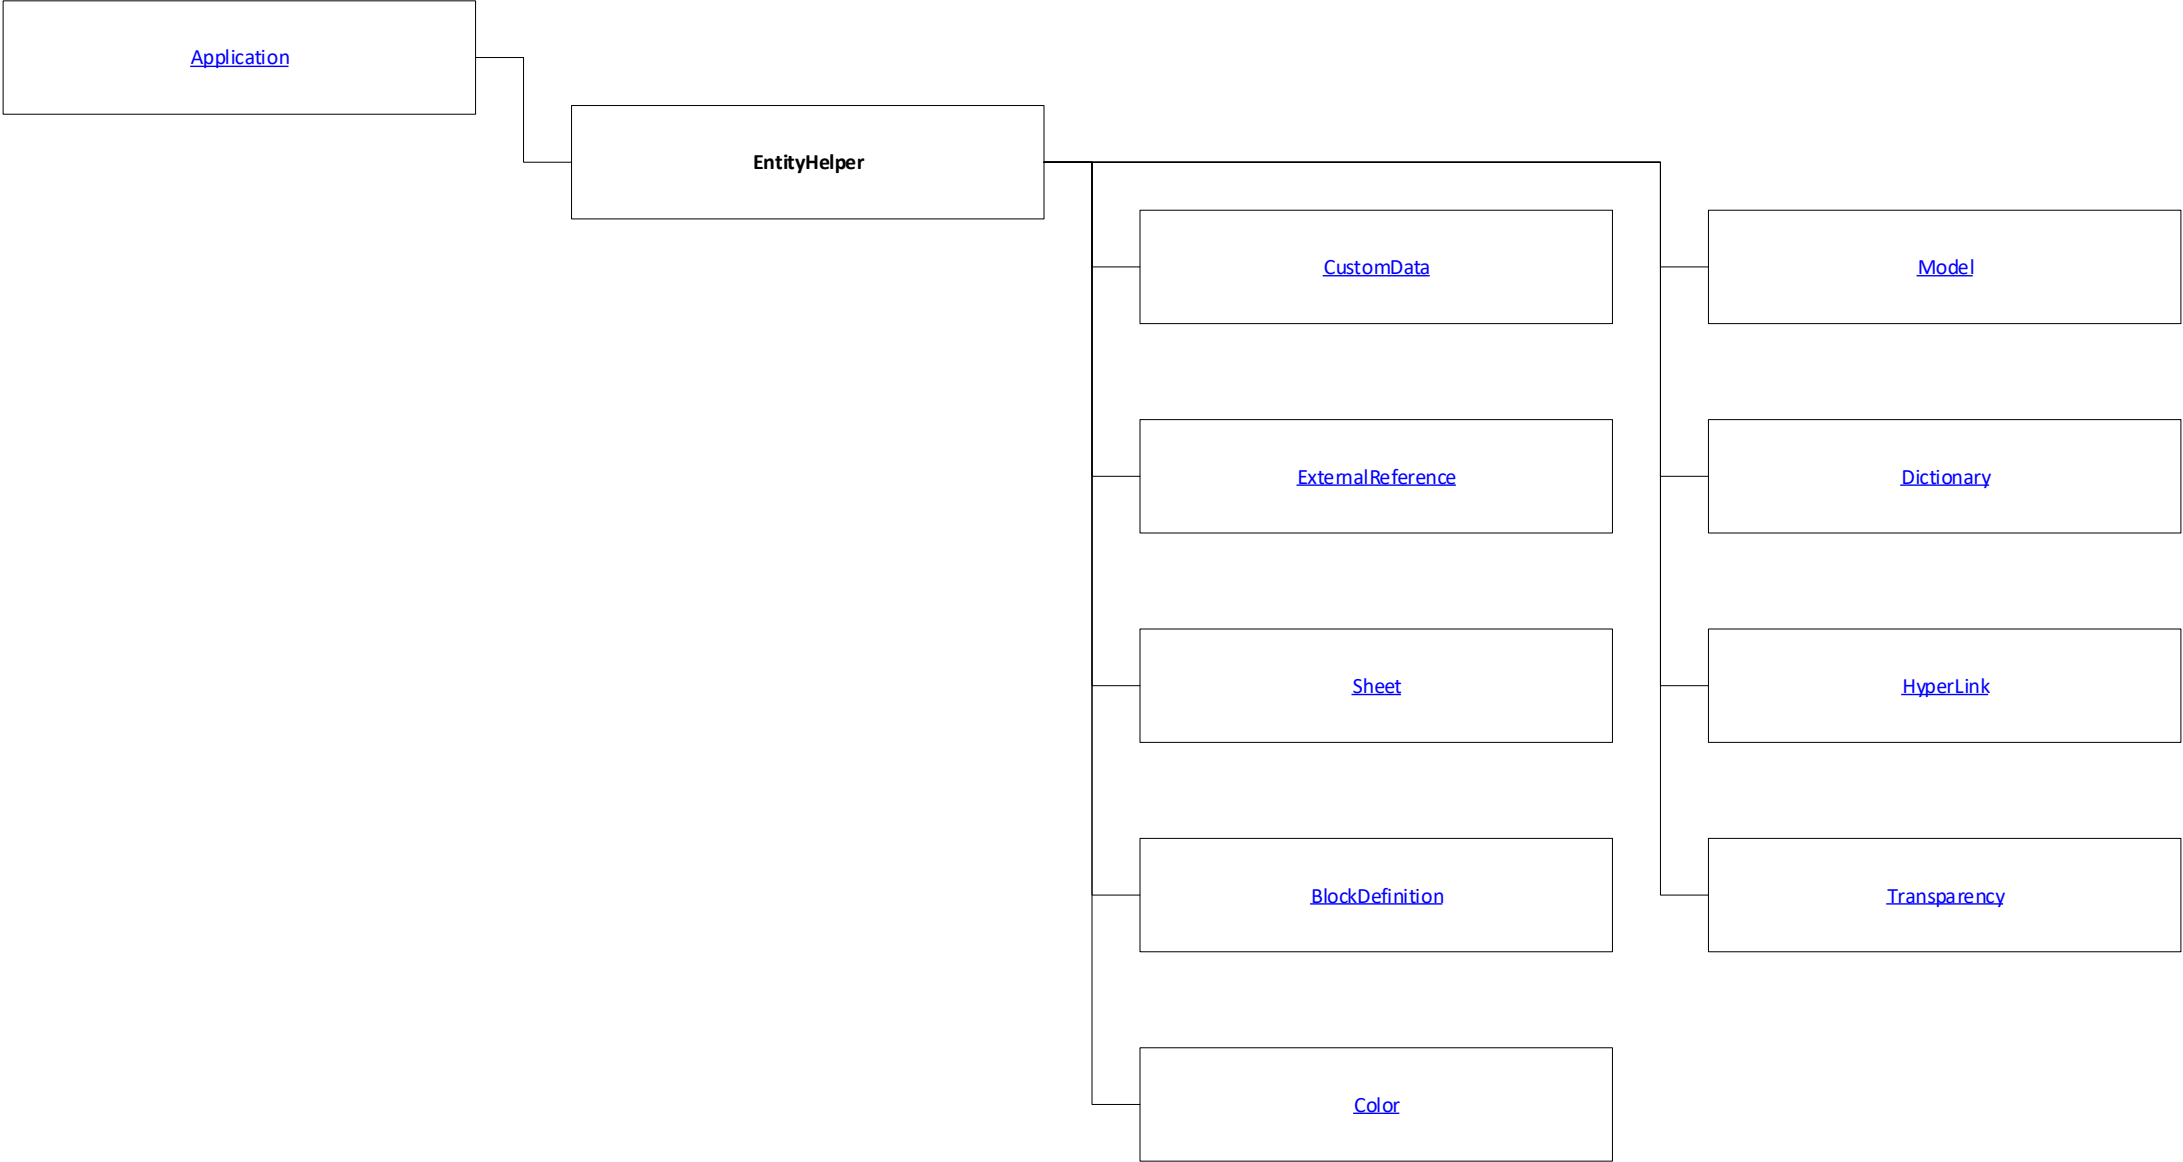 Application
EntityHelper
CustomData
Model
ExternalReference
Dictionary
Sheet
HyperLink
BlockDefinition
Transparency
Color